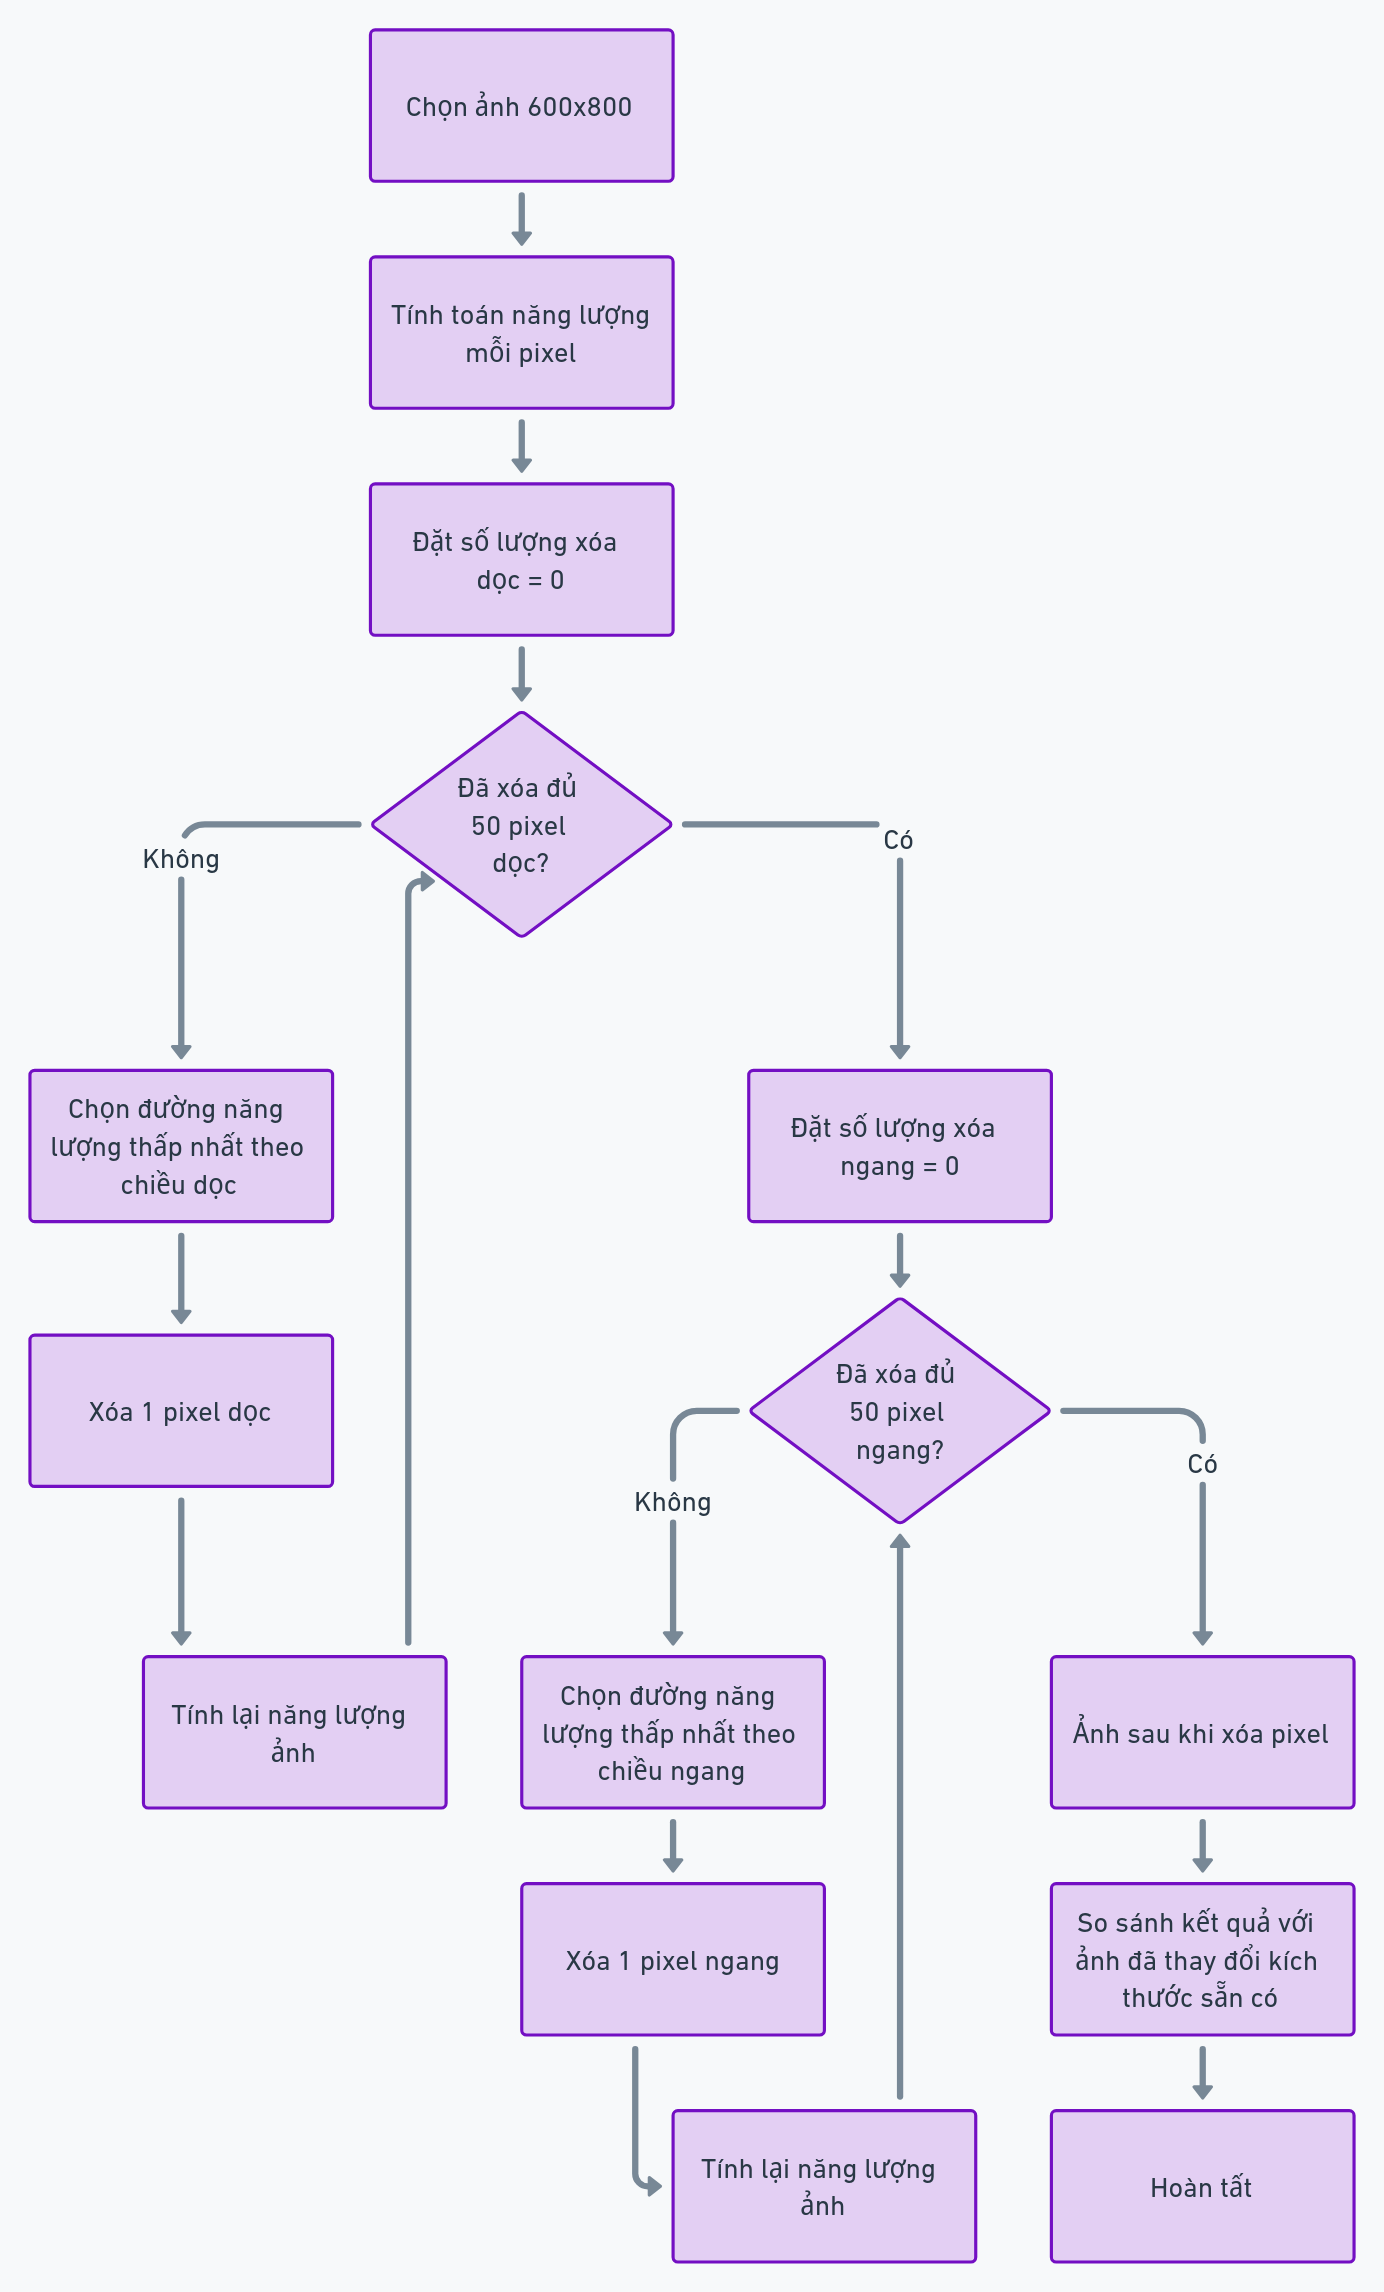 Chọn ảnh 600x800
Tính toán năng lượng
mỗi pixel
Đặt số lượng xóa
dọc = 0
Đã xóa đủ
50 pixel
dọc?
Không
Có
Chọn đường năng
lượng thấp nhất theo
chiều dọc
Đặt số lượng xóa
ngang = 0
Xóa 1 pixel dọc
Đã xóa đủ
50 pixel
ngang?
Không
Có
Tính lại năng lượng
ảnh
Chọn đường năng
lượng thấp nhất theo
chiều ngang
Ảnh sau khi xóa pixel
Xóa 1 pixel ngang
So sánh kết quả với
ảnh đã thay đổi kích
thước sẵn có
Tính lại năng lượng
ảnh
Hoàn tất